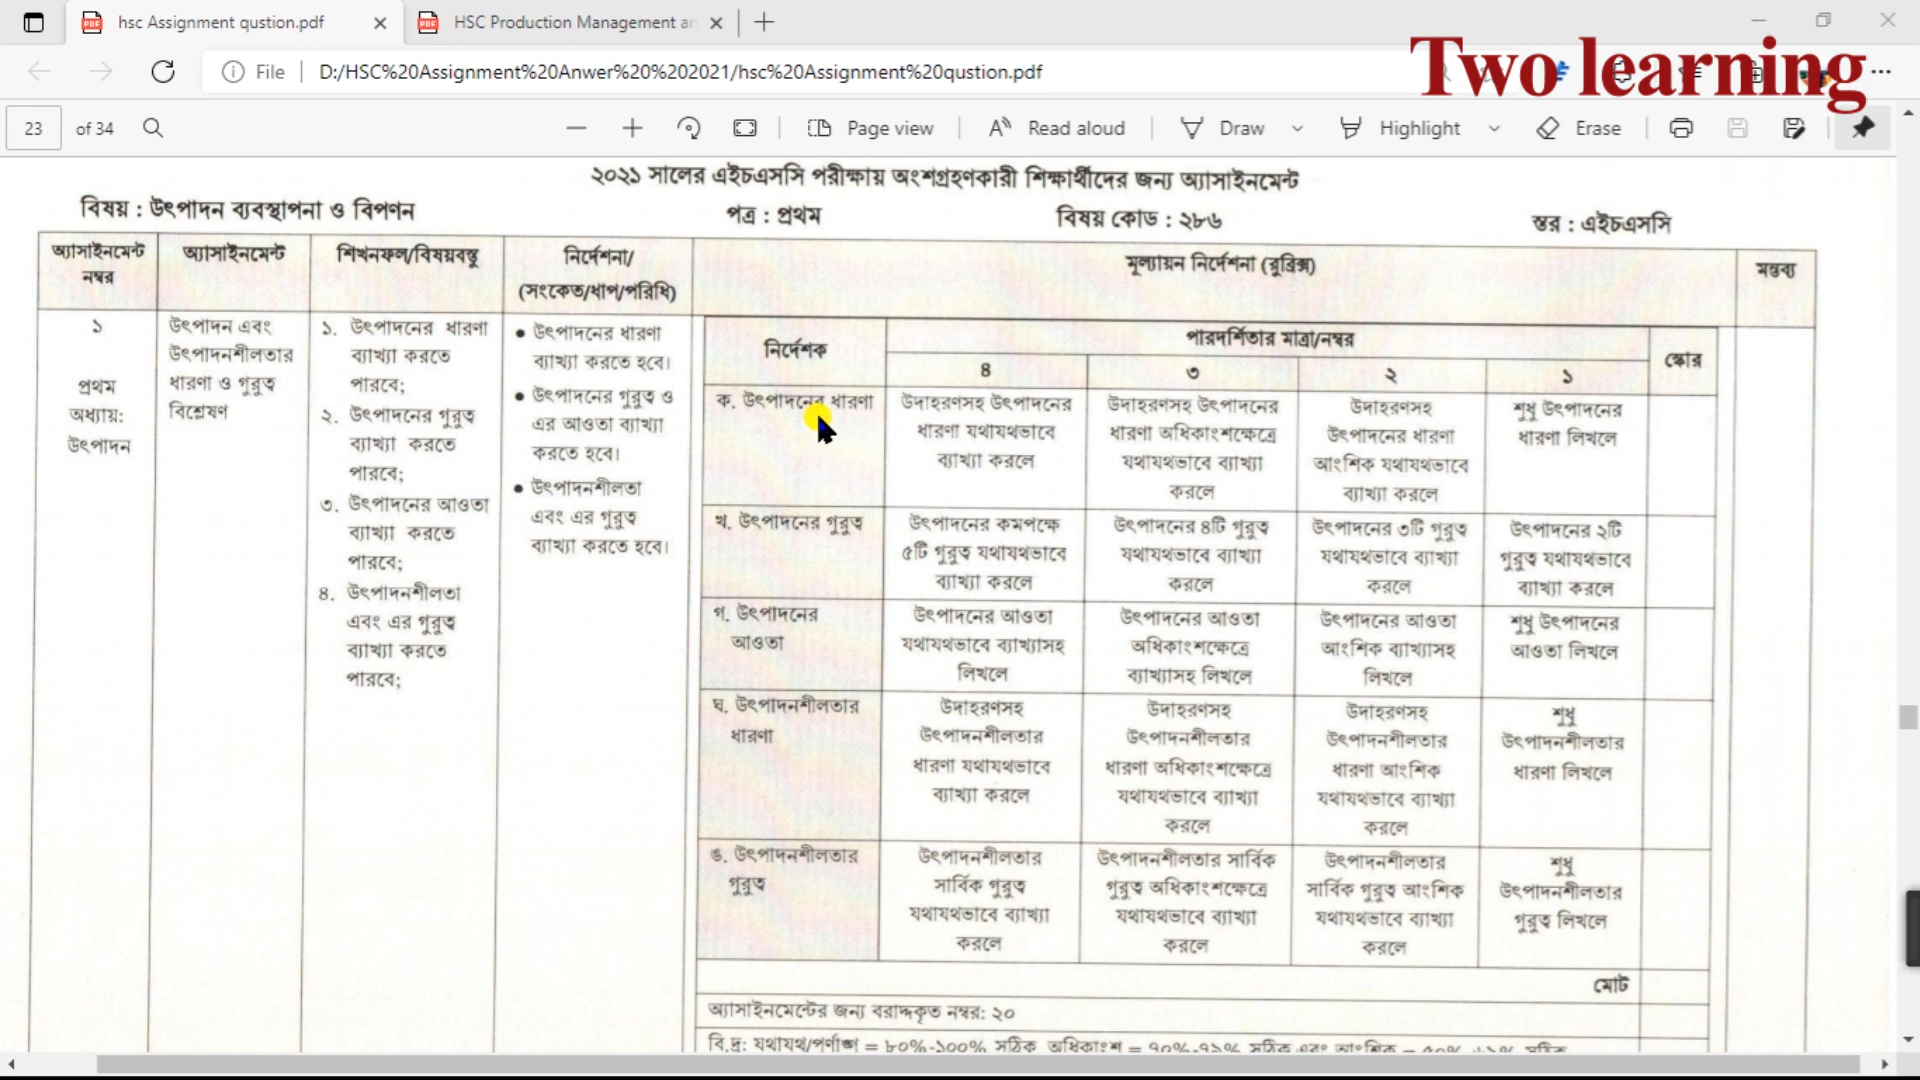 hsc Assignment qustion.pdf
HSC Production Management an
File
D:/HSC%20Assignment%20Anwer%20%202021/hsc%20Assignment%20qustion.pdf
Two learning
23 of 34
Page view
Read aloud
Draw
Highlight
Erase
২০২১ সালের এইচএসসি পরীক্ষায় অংশগ্রহণকারী শিক্ষার্থীদের জন্য অ্যাসাইনমেন্ট
বিষয় : উৎপাদন ব্যবস্থাপনা ও বিপণন
পত্র : প্রথম
বিষয় কোড : ২৮৬
স্তর : এইচএসসি
অ্যাসাইনমেন্ট
নম্বর
অ্যাসাইনমেন্ট
শিখনফল/বিষয়বস্তু
নির্দেশনা/
(সংকেত/ধাপ/পরিধি)
মূল্যায়ন নির্দেশনা (রুব্রিক্স)
মন্তব্য
১
প্রথম
অধ্যায়:
উৎপাদন
উৎপাদন এবং
উৎপাদনশীলতার
ধারণা ও গুরুত্ব
বিশ্লেষণ
১. উৎপাদনের ধারণা
ব্যাখ্যা করতে
পারবে;
২. উৎপাদনের গুরুত্ব
ব্যাখ্যা করতে
পারবে;
৩. উৎপাদনের আওতা
ব্যাখ্যা করতে
পারবে;
৪. উৎপাদনশীলতা
এবং এর গুরুত্ব
ব্যাখ্যা করতে
পারবে;
• উৎপাদনের ধারণা
ব্যাখ্যা করতে হবে।
• উৎপাদনের গুরুত্ব ও
এর আওতা ব্যাখ্যা
করতে হবে।
• উৎপাদনশীলতা
এবং এর গুরুত্ব
ব্যাখ্যা করতে হবে।
নির্দেশক
পারদর্শিতার মাত্রা/নম্বর
স্কোর
৪
৩
২
১
ক. উৎপাদনের ধারণা
উদাহরণসহ উৎপাদনের
ধারণা যথাযথভাবে
ব্যাখ্যা করলে
উদাহরণসহ উৎপাদনের
ধারণা অধিকাংশক্ষেত্রে
যথাযথভাবে ব্যাখ্যা
করলে
উদাহরণসহ
উৎপাদনের ধারণা
আংশিক যথাযথভাবে
ব্যাখ্যা করলে
শুধু উৎপাদনের
ধারণা লিখলে
খ. উৎপাদনের গুরুত্ব
উৎপাদনের কমপক্ষে
৫টি গুরুত্ব যথাযথভাবে
ব্যাখ্যা করলে
উৎপাদনের ৪টি গুরুত্ব
যথাযথভাবে ব্যাখ্যা
করলে
উৎপাদনের ৩টি গুরুত্ব
যথাযথভাবে ব্যাখ্যা
করলে
উৎপাদনের ২টি
গুরুত্ব যথাযথভাবে
ব্যাখ্যা করলে
গ. উৎপাদনের
আওতা
উৎপাদনের আওতা
যথাযথভাবে ব্যাখ্যাসহ
লিখলে
উৎপাদনের আওতা
অধিকাংশক্ষেত্রে
ব্যাখ্যাসহ লিখলে
উৎপাদনের আওতা
আংশিক ব্যাখ্যাসহ
লিখলে
শুধু উৎপাদনের
আওতা লিখলে
ঘ. উৎপাদনশীলতার
ধারণা
উদাহরণসহ
উৎপাদনশীলতার
ধারণা যথাযথভাবে
ব্যাখ্যা করলে
উদাহরণসহ
উৎপাদনশীলতার
ধারণা অধিকাংশক্ষেত্রে
যথাযথভাবে ব্যাখ্যা
করলে
উদাহরণসহ
উৎপাদনশীলতার
ধারণা আংশিক
যথাযথভাবে ব্যাখ্যা
করলে
শুধু
উৎপাদনশীলতার
ধারণা লিখলে
ঙ. উৎপাদনশীলতার
গুরুত্ব
উৎপাদনশীলতার
সার্বিক গুরুত্ব
যথাযথভাবে ব্যাখ্যা
করলে
উৎপাদনশীলতার সার্বিক
গুরুত্ব অধিকাংশক্ষেত্রে
যথাযথভাবে ব্যাখ্যা
করলে
উৎপাদনশীলতার
সার্বিক গুরুত্ব আংশিক
যথাযথভাবে ব্যাখ্যা
করলে
শুধু
উৎপাদনশীলতার
গুরুত্ব লিখলে
মোট
অ্যাসাইনমেন্টের জন্য বরাদ্দকৃত নম্বর: ২০
বি.দ্র: যথাযথ/পর্ণাঙ্গ = ৮০%-১০০% সঠিক অধিকাংশ = ৭০%-৭৯% সঠিক এবং আংশিক =